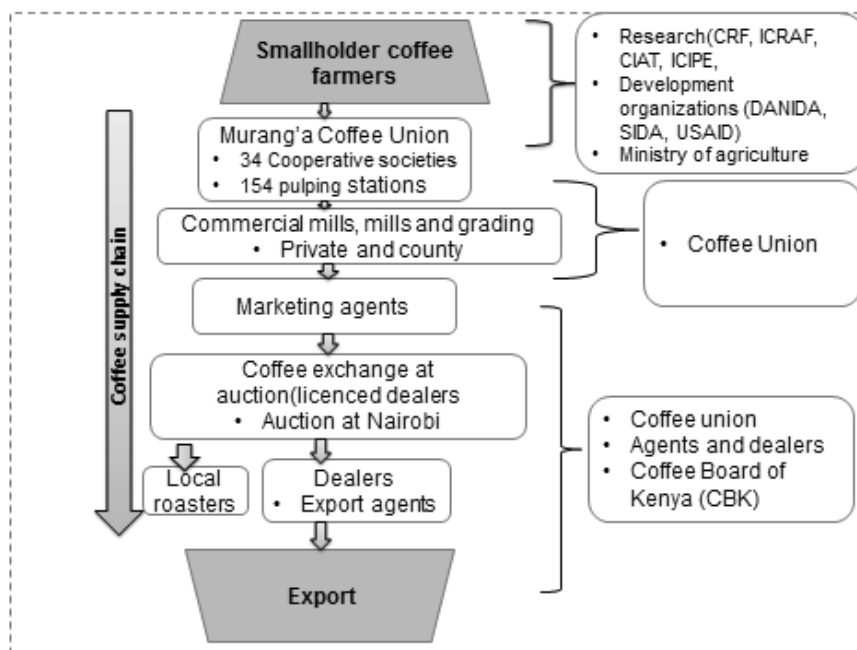 Smallholder coffee
farmers
Murang'a Coffee Union
• 34 Cooperative societies
• 154 pulping stations
Commercial mills, mills and grading
• Private and county
Marketing agents
Coffee exchange at
auction(licenced dealers
• Auction at Nairobi
Local
roasters
Dealers
• Export agents
Export
Coffee supply chain
• Research(CRF, ICRAF,
CIAT, ICIPE,
• Development
organizations (DANIDA,
SIDA, USAID)
• Ministry of agriculture
• Coffee Union
• Coffee union
• Agents and dealers
• Coffee Board of
Kenya (CBK)